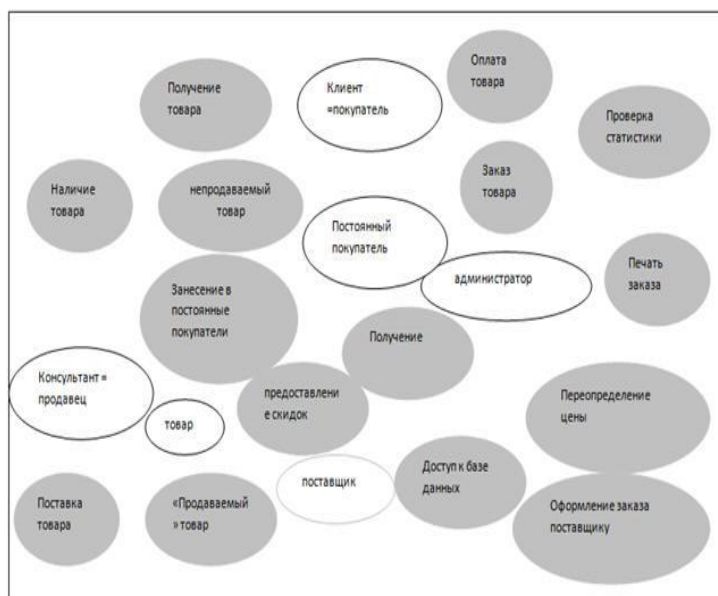 Оплата
товара
Получение
товара
Клиент
=покупатель
Проверка
статистики
Заказ
товара
Наличие
товара
непродаваемый
товар
Постоянный
покупатель
администратор
Печать
заказа
Занесение в
постоянные
покупатели
Получение
Консультант =
продавец
товар
предоставлени
е скидок
Переопределение
цены
поставщик
Доступ к базе
данных
Поставка
товара
«Продаваемый
» товар
Оформление заказа
поставщику